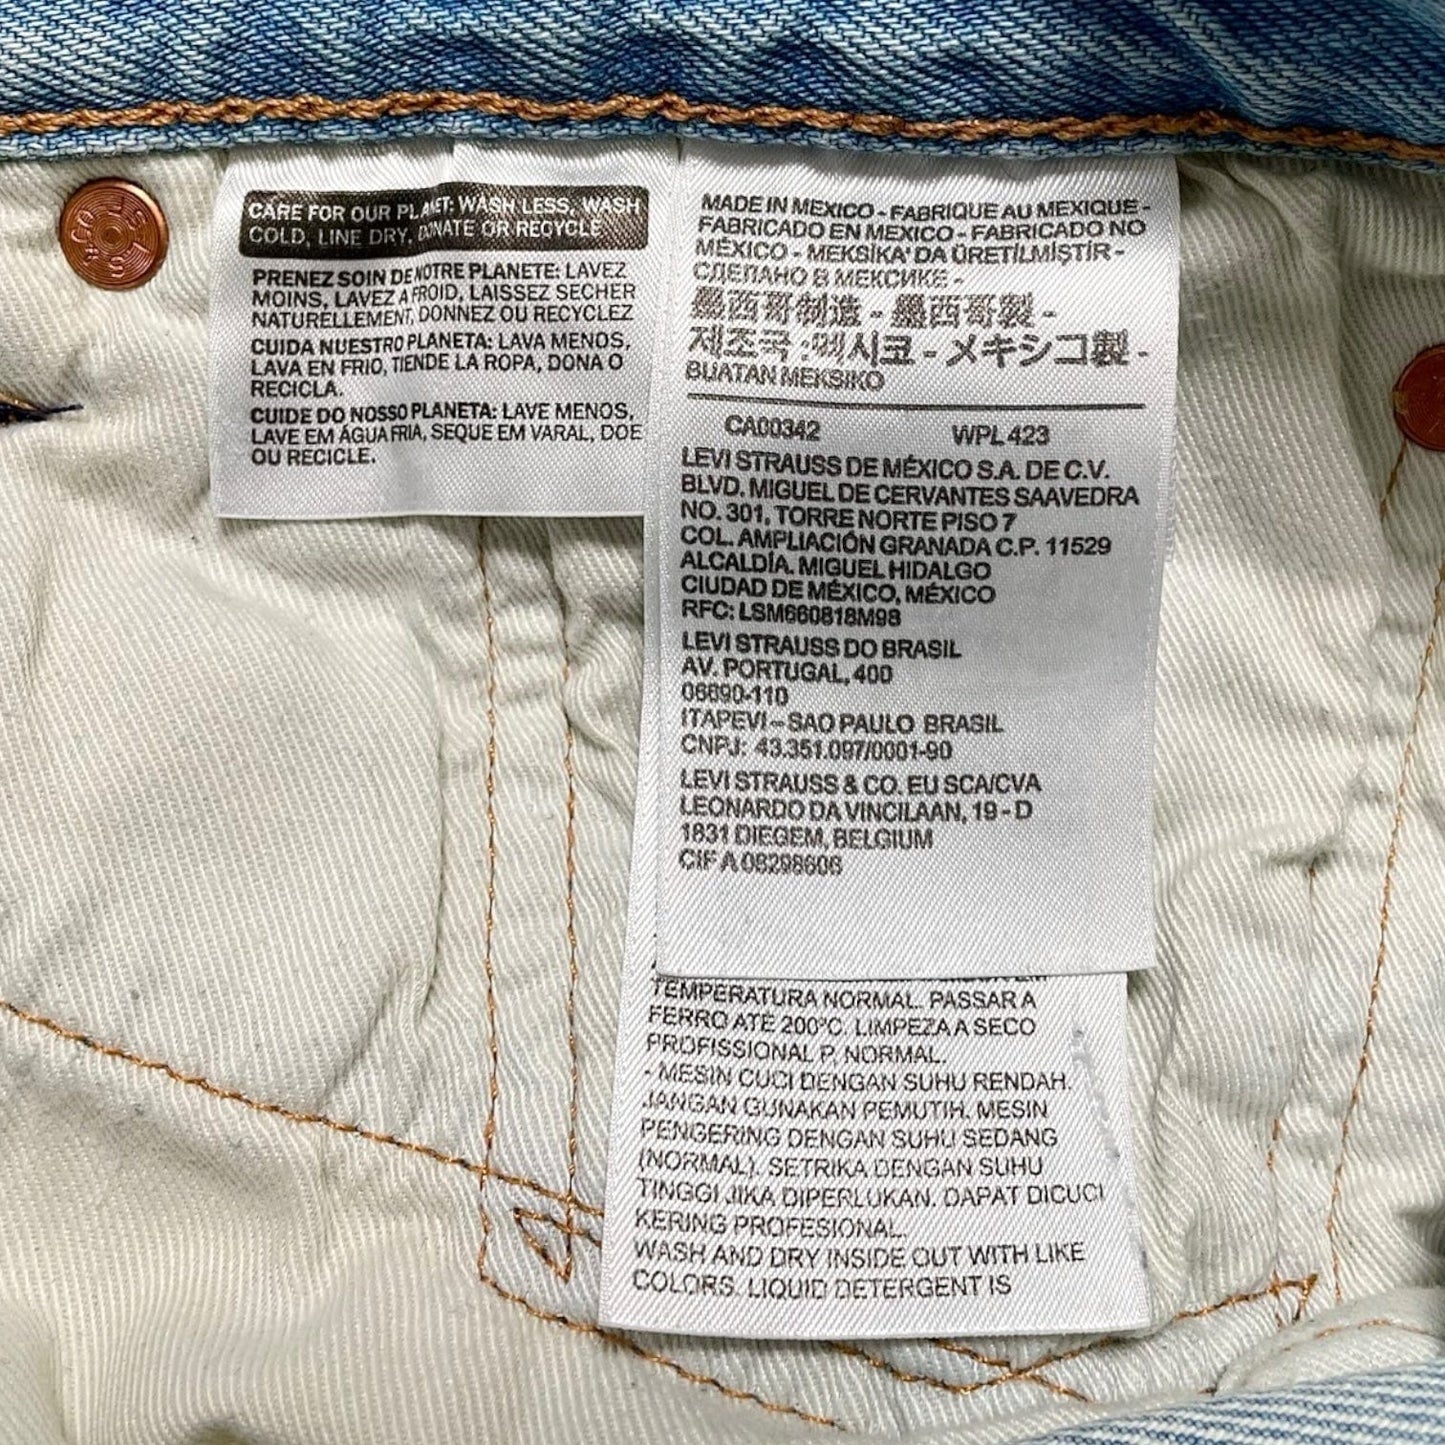 CARE FOR OUR PLANET: WASH LESS, WASH
COLD, LINE DRY, DONATE OR RECYCLE
PRENEZ SOIN DE NOTRE PLANETE: LAVEZ
MOINS, LAVEZ A FROID, LAISSEZ SECHER
NATURELLEMENT, DONNEZ OU RECYCLEZ
CUIDA NUESTRO PLANETA: LAVA MENOS,
LAVA EN FRIO, TIENDE LA ROPA, DONA O
RECICLA.
CUIDE DO NOSSO PLANETA: LAVE MENOS,
LAVE EM ÁGUA FRIA, SEQUE EM VARAL, DOE
OU RECICLE.
MADE IN MEXICO - FABRIQUE AU MEXIQUE -
FABRICADO EN MEXICO - FABRICADO NO
MÉXICO - MEKSİKA' DA ÜRETİLMİŞTİR -
СДЕЛАНО В МЕКСИКЕ -
墨西哥制造 - 墨西哥製 -
제조국 : 멕시코 - メキシコ製 -
BUATAN MEKSIKO
CA00342 WPL 423
LEVI STRAUSS DE MÉXICO S.A. DE C.V.
BLVD. MIGUEL DE CERVANTES SAAVEDRA
NO. 301, TORRE NORTE PISO 7
COL. AMPLIACIÓN GRANADA C.P. 11529
ALCALDÍA. MIGUEL HIDALGO
CIUDAD DE MÉXICO, MÉXICO
RFC: LSM660818M98
LEVI STRAUSS DO BRASIL
AV. PORTUGAL, 400
06690-110
ITAPEVI – SAO PAULO BRASIL
CNPJ: 43.351.097/0001-90
LEVI STRAUSS & CO. EU SCA/CVA
LEONARDO DA VINCILAAN, 19 - D
1831 DIEGEM, BELGIUM
CIF A 08298606
TEMPERATURA NORMAL. PASSAR A
FERRO ATÉ 200°C. LIMPEZA A SECO
PROFISSIONAL P. NORMAL.
- MESIN CUCI DENGAN SUHU RENDAH.
JANGAN GUNAKAN PEMUTIH. MESIN
PENGERING DENGAN SUHU SEDANG
(NORMAL). SETRIKA DENGAN SUHU
TINGGI JIKA DIPERLUKAN. DAPAT DICUCI
KERING PROFESIONAL.
WASH AND DRY INSIDE OUT WITH LIKE
COLORS. LIQUID DETERGENT IS